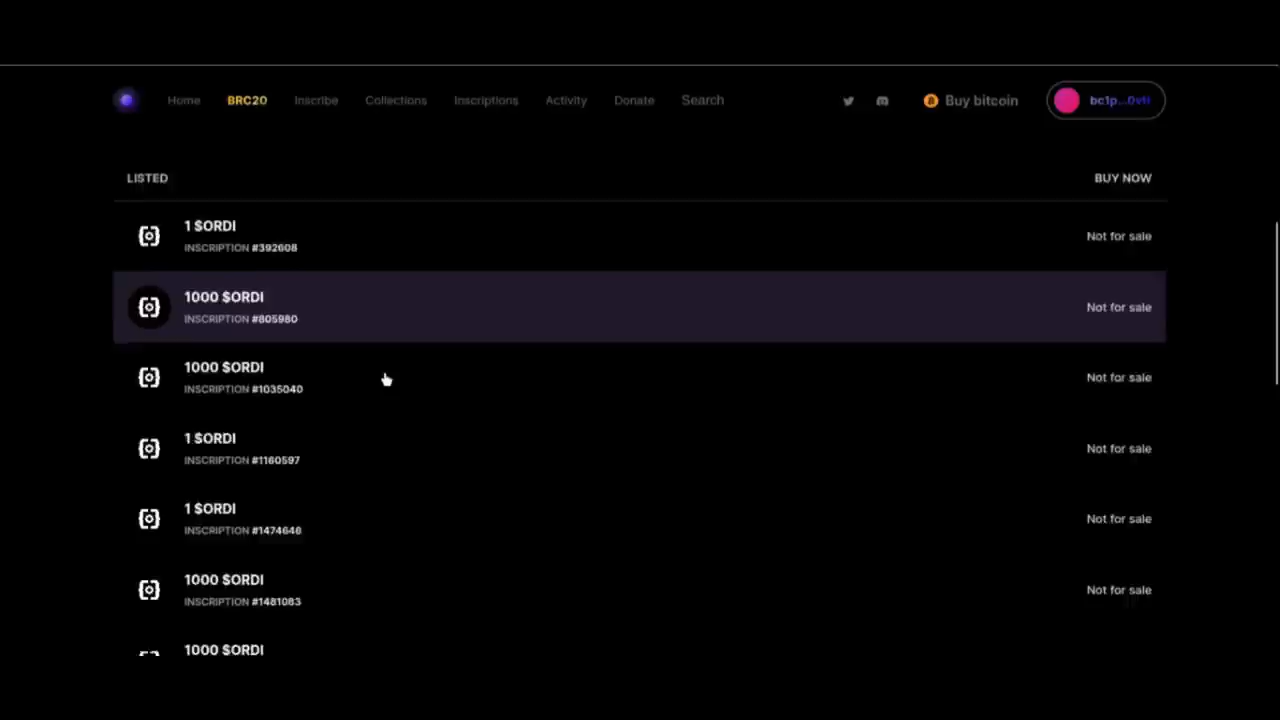 Home BRC20 Inscribe Collections Inscriptions Activity Donate Search Buy bitcoin
LISTED BUY NOW
1 $ORDI
INSCRIPTION #392608
Not for sale
1000 $ORDI
INSCRIPTION #805980
Not for sale
1000 $ORDI
INSCRIPTION #1035040
Not for sale
1 $ORDI
INSCRIPTION #1160597
Not for sale
1 $ORDI
INSCRIPTION
Not for sale
1000 $ORDI
INSCRIPTION #1481083
Not for sale
1000 $ORDI